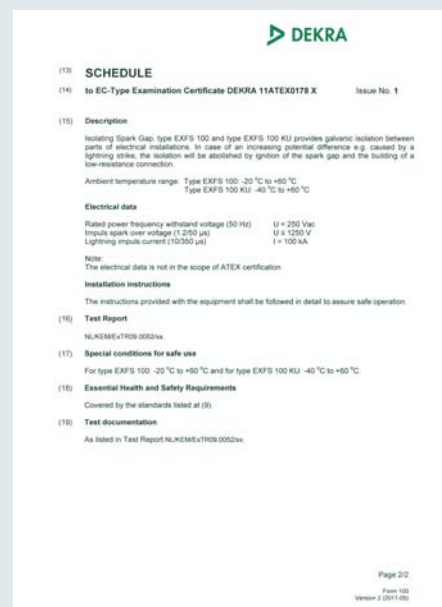 DEKRA
(13) SCHEDULE
(14) to EC-Type Examination Certificate DEKRA 11ATEX0178 X Issue No. 1
(15) Description
Isolating Spark Gap, type EXFS 100 and type EXFS 100 KU provides galvanic isolation between
parts of electrical installations. In case of an increasing potential difference e.g. caused by a
lightning strike, the isolation will be abolished by ignition of the spark gap and the building of a
low-resistance connection.
Ambient temperature range: Type EXFS 100: -20 °C to +60 °C
Type EXFS 100 KU: -40 °C to +60 °C
Electrical data
Rated power frequency withstand voltage (50 Hz) U = 250 Vac
Impuls spark over voltage (1.2/50 µs) U ≤ 1250 V
Lightning impuls current (10/350 µs) I = 100 kA
Note:
The electrical data is not in the scope of ATEX certification
Installation instructions
The instructions provided with the equipment shall be followed in detail to assure safe operation.
(16) Test Report
NL/KEM/ExTR09.0052/xx.
(17) Special conditions for safe use
For type EXFS 100: -20 °C to +60 °C and for type EXFS 100 KU: -40 °C to +60 °C.
(18) Essential Health and Safety Requirements
Covered by the standards listed at (9).
(19) Test documentation
As listed in Test Report NL/KEM/ExTR09.0052/xx
Page 2/2
Form 100
Version 2 (2011-05)